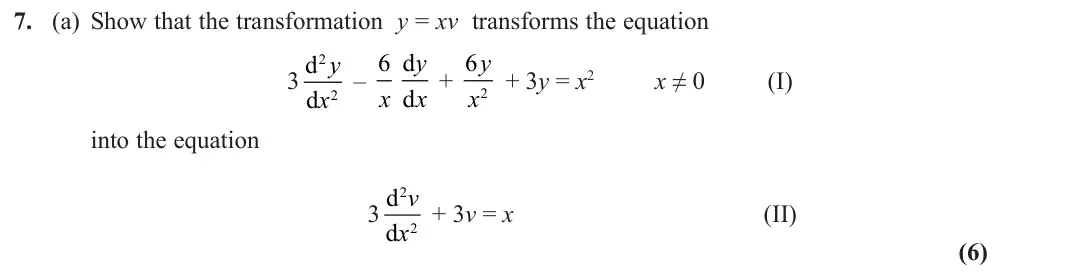 7. (a) Show that the transformation y = xv transforms the equation
3 d²y/dx² − 6/x dy/dx + 6y/x² + 3y = x² x ≠ 0 (I)
into the equation
3 d²v/dx² + 3v = x (II)
(6)